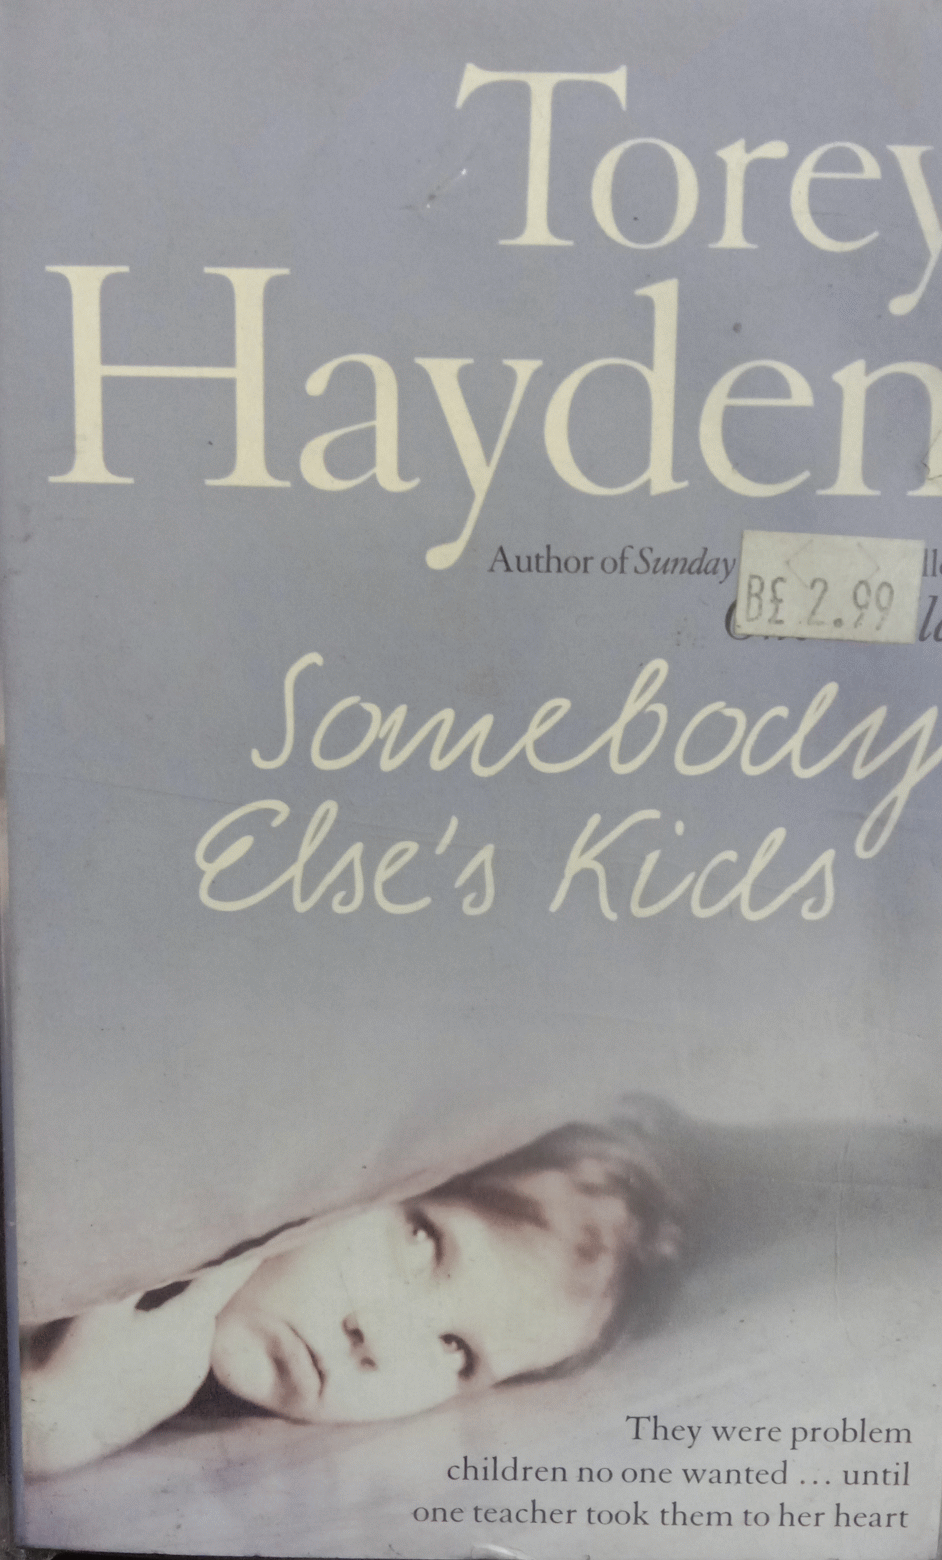 Torey
Hayden
Author of Sunday
B£ 2.99
Somebody
Else's Kids
They were problem
children no one wanted ... until
one teacher took them to her heart